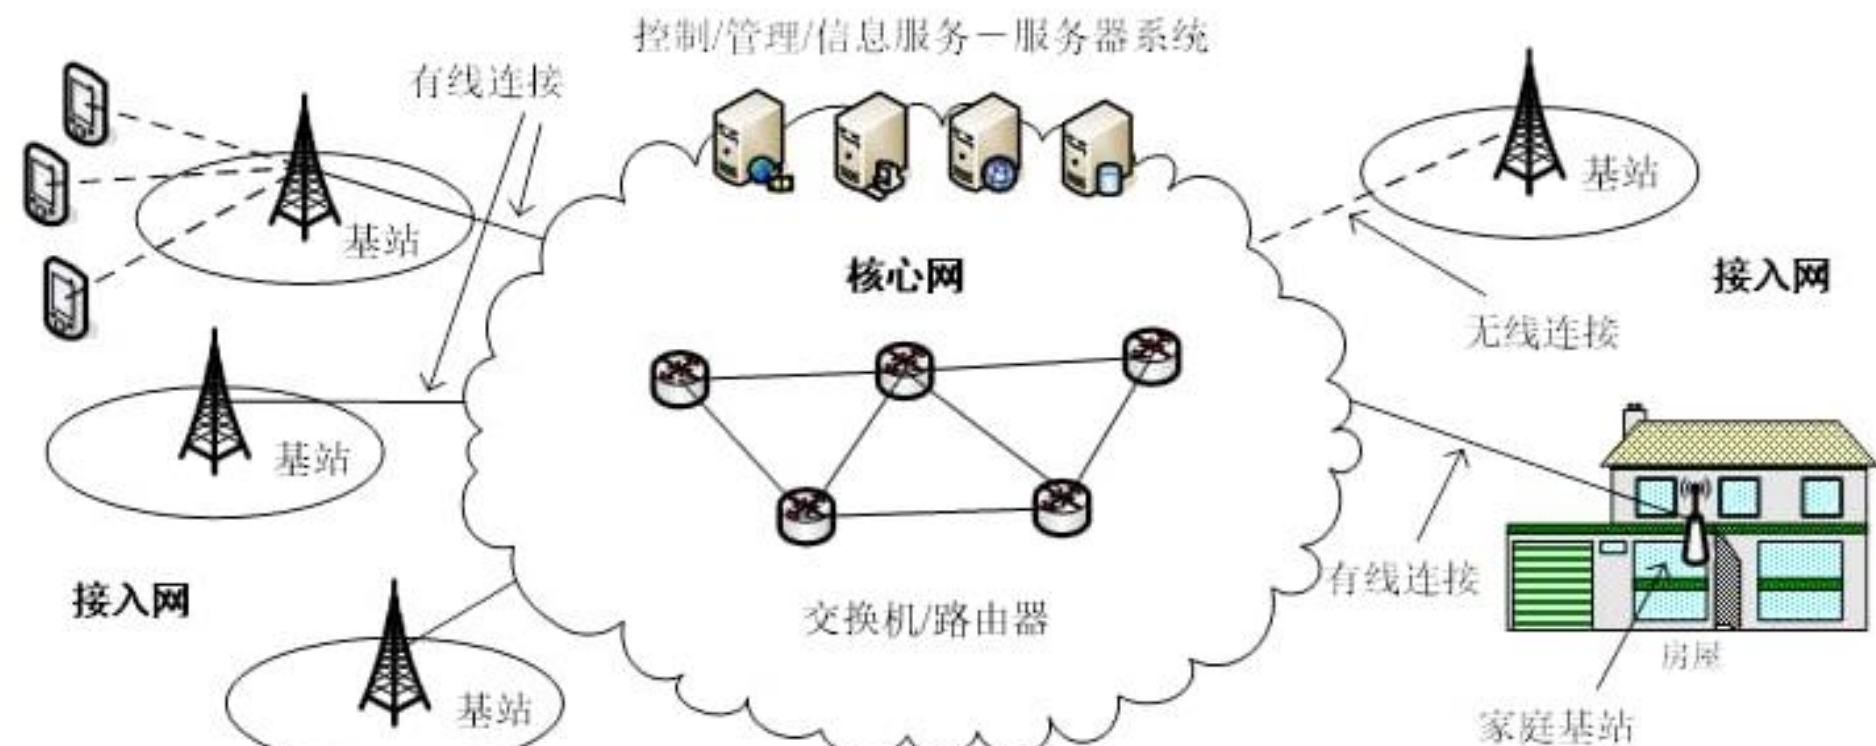 控制/管理/信息服务－服务器系统
有线连接
基站
基站
核心网
接入网
无线连接
基站
接入网
交换机/路由器
有线连接
房屋
基站
家庭基站